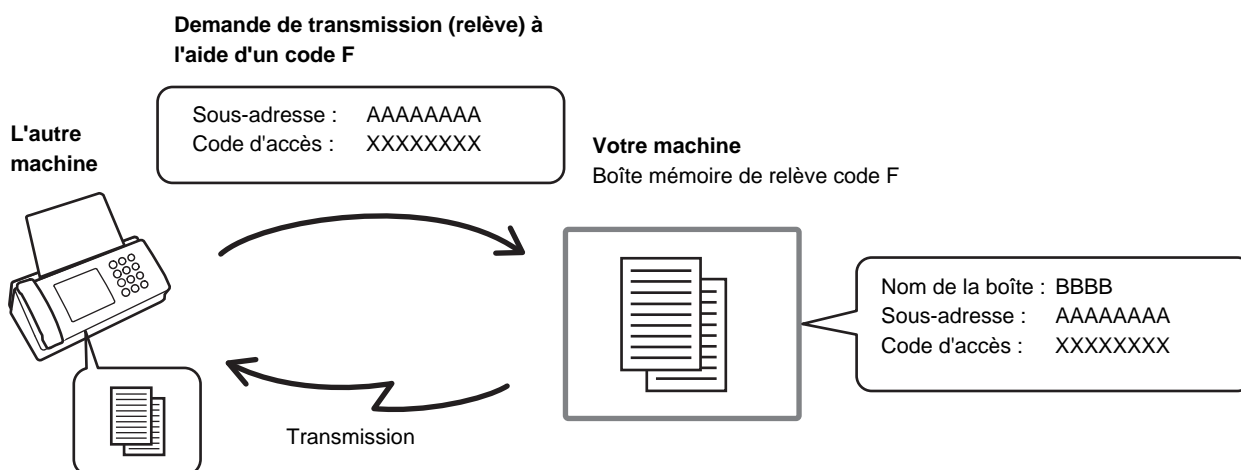 Demande de transmission (relève) à
l'aide d'un code F
Sous-adresse : AAAAAAAA
Code d'accès : XXXXXXXX
L'autre
machine
Votre machine
Boîte mémoire de relève code F
Nom de la boîte : BBBB
Sous-adresse : AAAAAAAA
Code d'accès : XXXXXXXX
Transmission